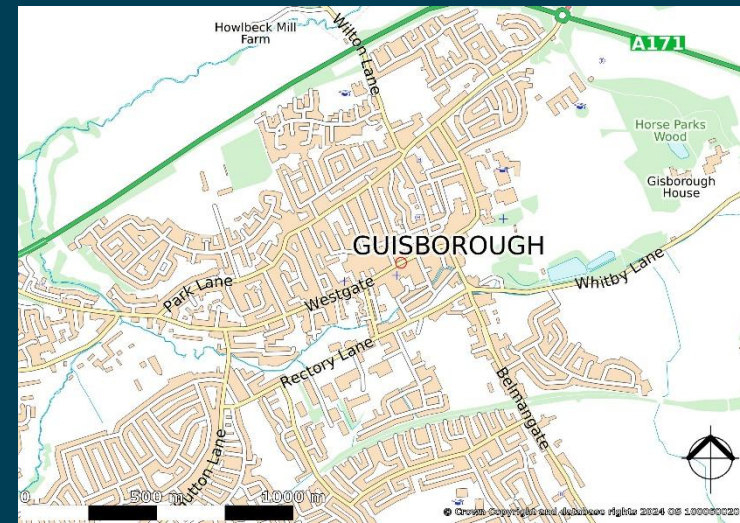 Howlbeck Mill
Farm
Wilton Lane
A171
Horse Parks
Wood
Gisborough
House
GUISBOROUGH
Whitby Lane
Park Lane
Westgate
Rectory Lane
Belmangate
Hutton Lane
0 500 m 1000 m
© Crown Copyright and database rights 2024 OS 100060020